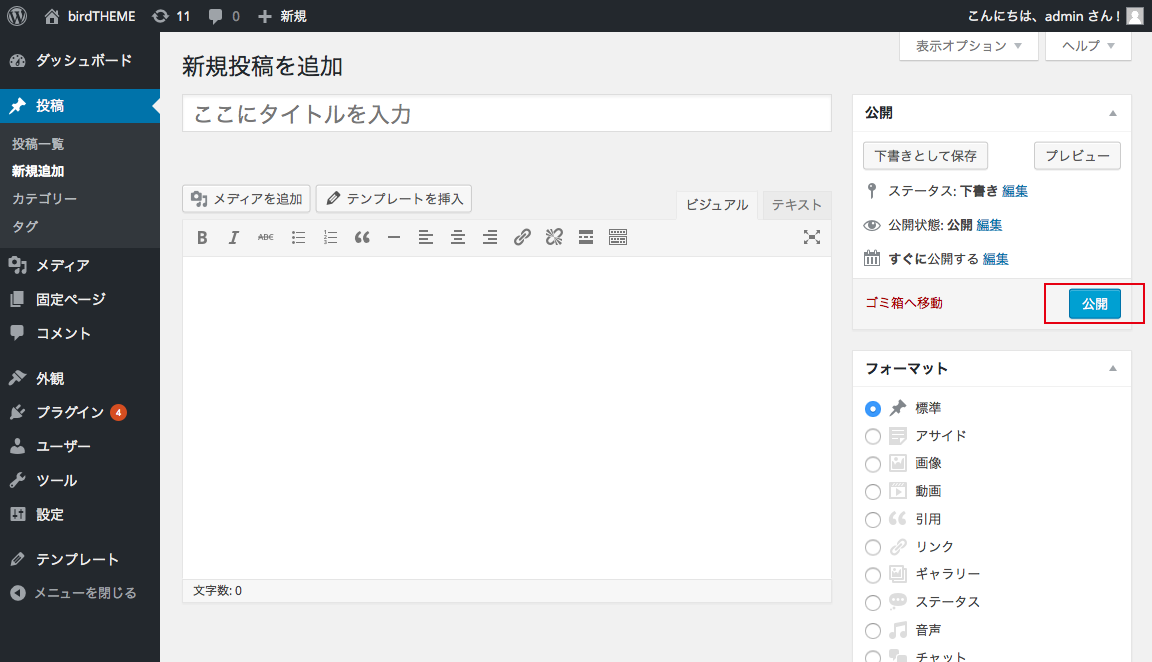 birdTHEME 11 0 新規 こんにちは、admin さん !
ダッシュボード
投稿
投稿一覧
新規追加
カテゴリー
タグ
メディア
固定ページ
コメント
外観
プラグイン 4
ユーザー
ツール
設定
テンプレート
メニューを閉じる
表示オプション ヘルプ
新規投稿を追加
ここにタイトルを入力
メディアを追加 テンプレートを挿入
ビジュアル テキスト
B I ABC
文字数: 0
公開
下書きとして保存 プレビュー
ステータス: 下書き 編集
公開状態: 公開 編集
すぐに公開する 編集
ゴミ箱へ移動 公開
フォーマット
標準
アサイド
画像
動画
引用
リンク
ギャラリー
ステータス
音声
チャット